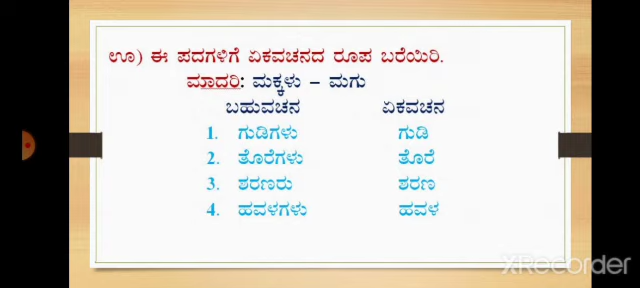 ಊ) ಈ ಪದಗಳಿಗೆ ಏಕವಚನದ ರೂಪ ಬರೆಯಿರಿ.
ಮಾದರಿ: ಮಕ್ಕಳು – ಮಗು
ಬಹುವಚನ ಏಕವಚನ
1. ಗುಡಿಗಳು ಗುಡಿ
2. ತೊರೆಗಳು ತೊರೆ
3. ಶರಣರು ಶರಣ
4. ಹವಳಗಳು ಹವಳ
XRecorder